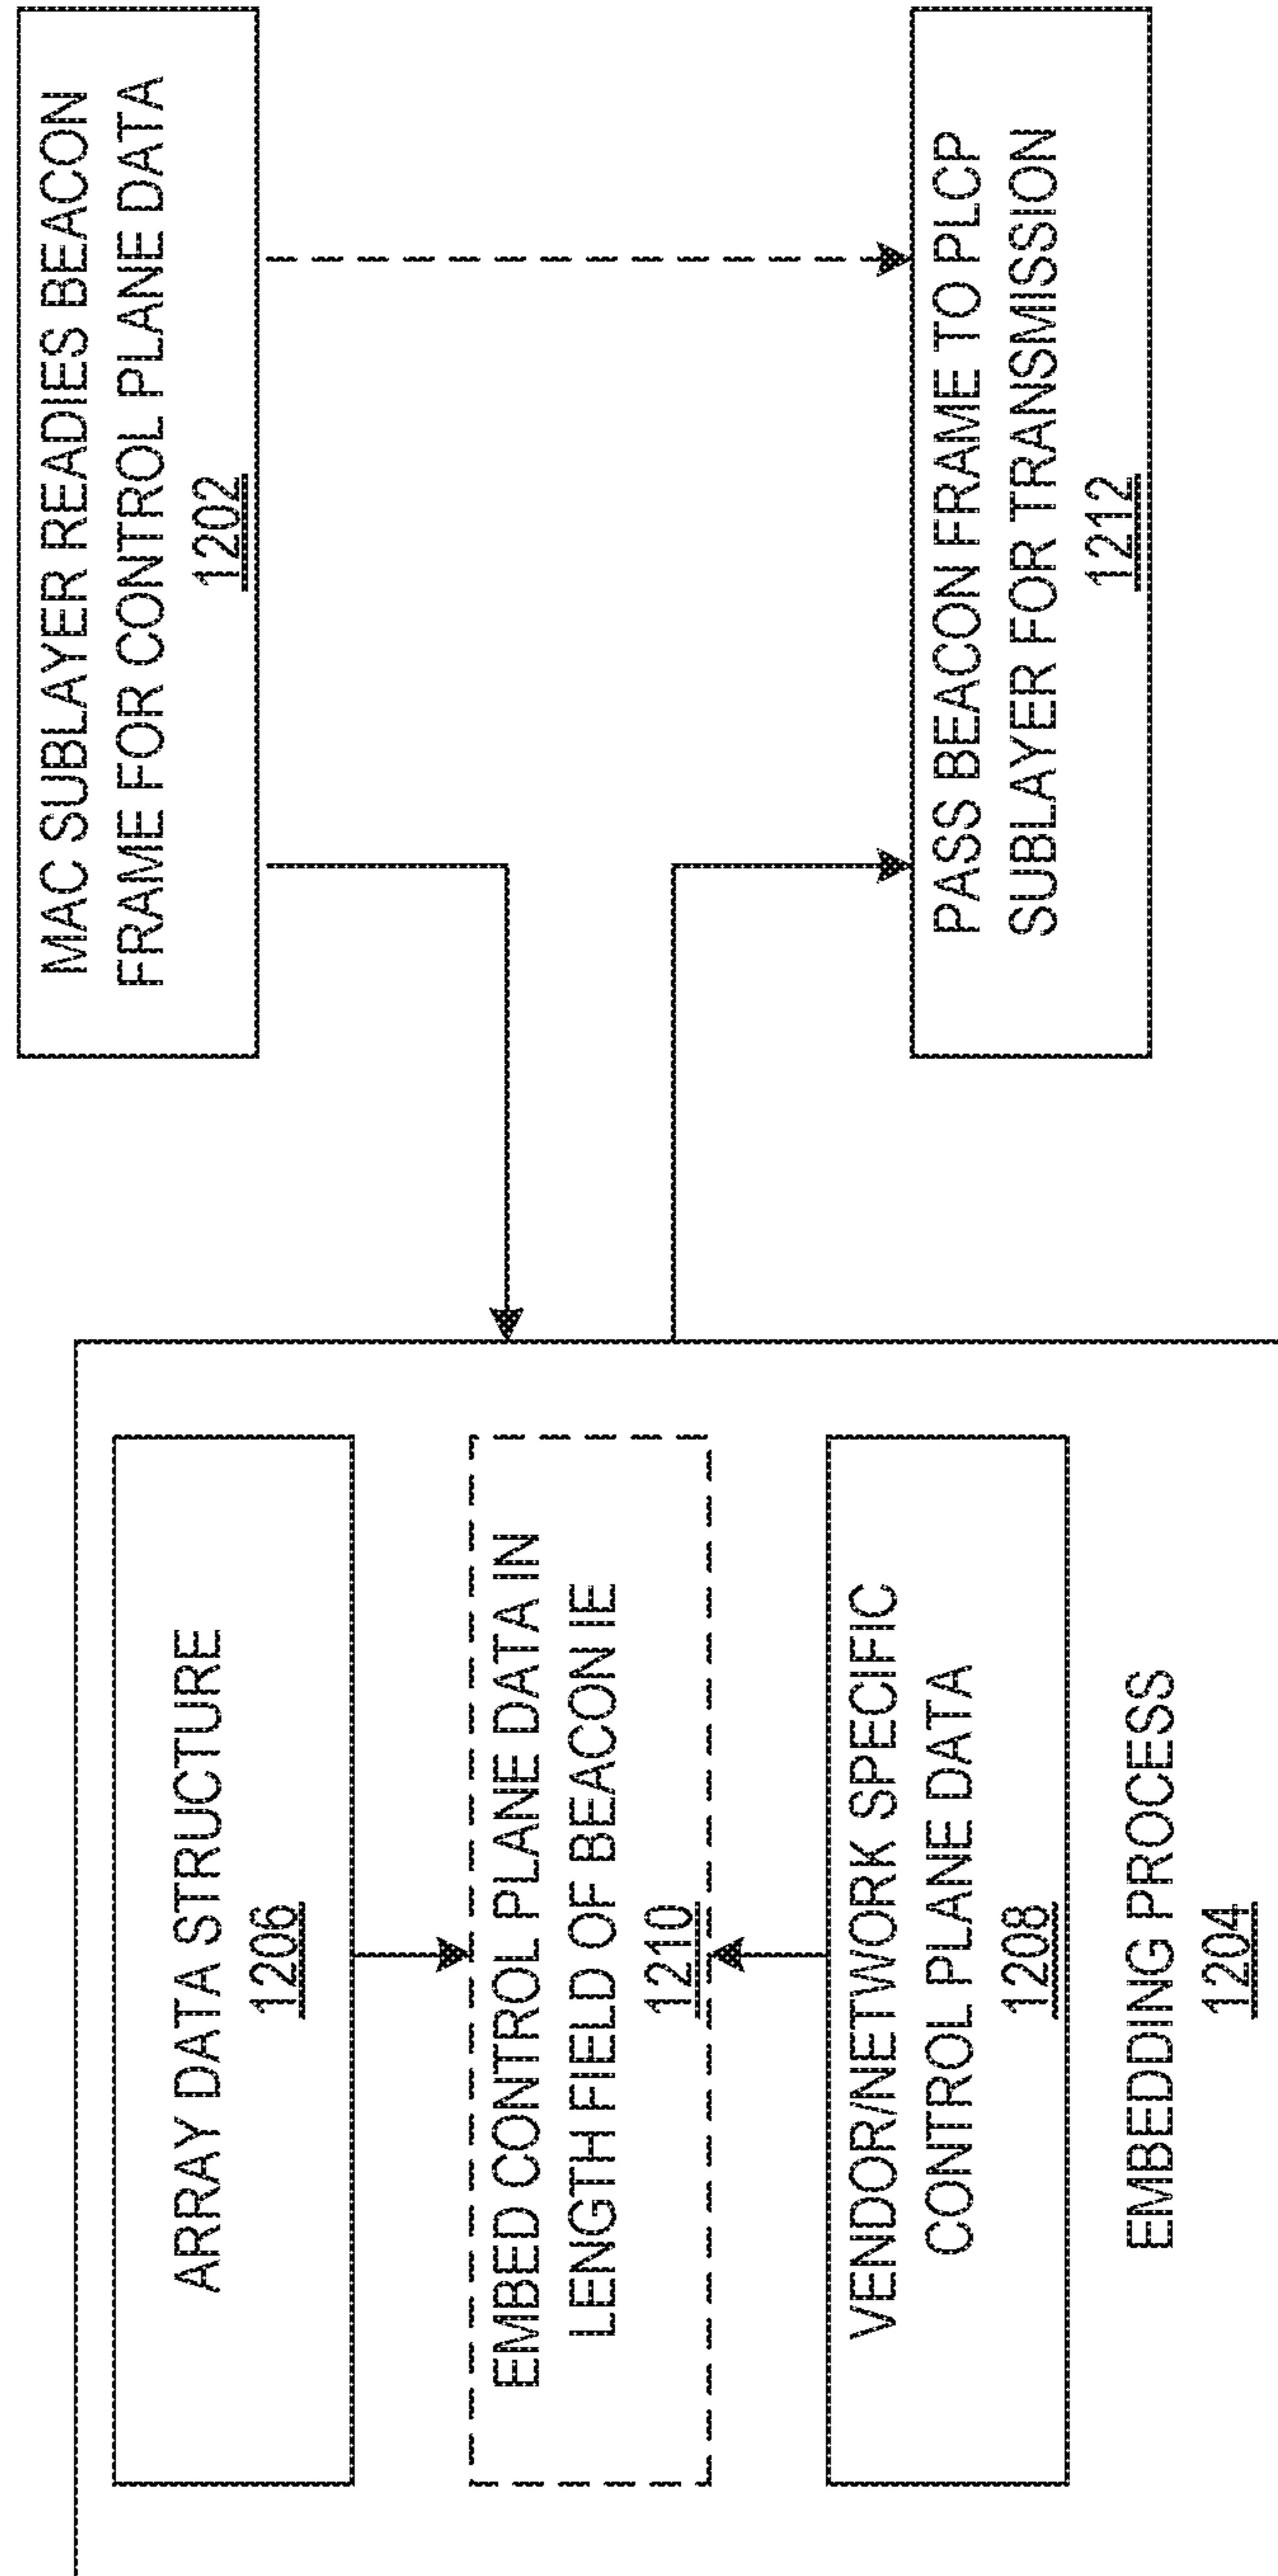 MAC SUBLAYER READIES BEACON
FRAME FOR CONTROL PLANE DATA
1202
ARRAY DATA STRUCTURE
1206
EMBED CONTROL PLANE DATA IN
LENGTH FIELD OF BEACON IE
1210
VENDOR/NETWORK SPECIFIC
CONTROL PLANE DATA
1208
EMBEDDING PROCESS
1204
PASS BEACON FRAME TO PLCP
SUBLAYER FOR TRANSMISSION
1212